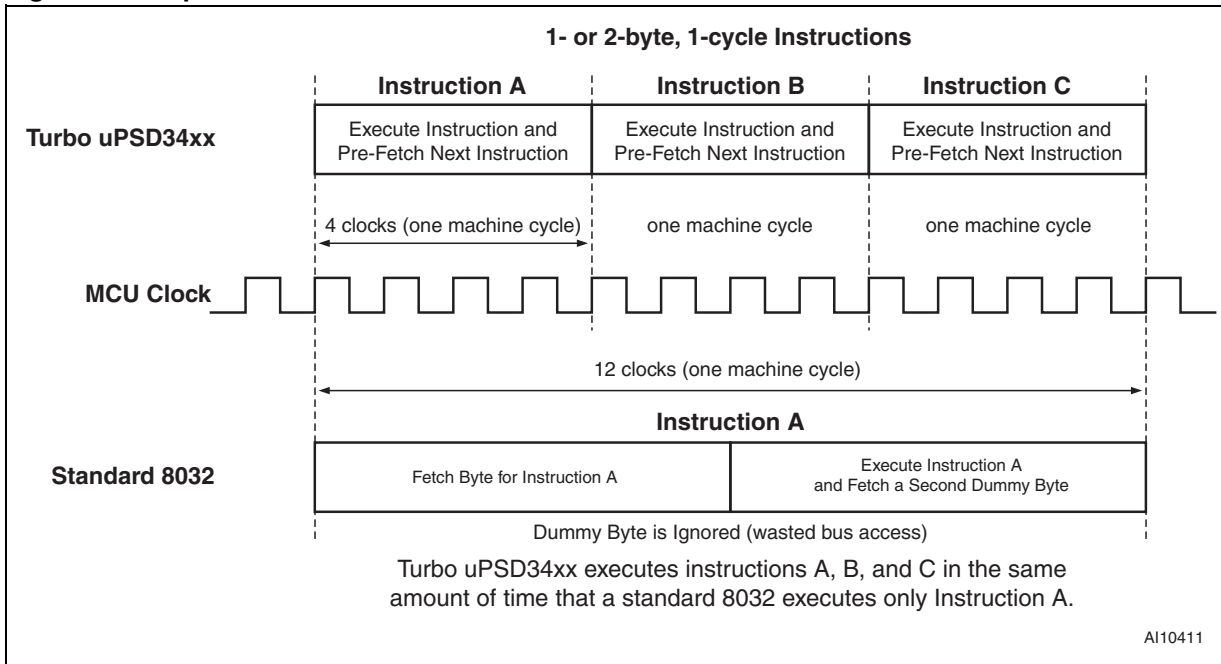 1- or 2-byte, 1-cycle Instructions
Instruction A
Instruction B
Instruction C
Turbo uPSD34xx
Execute Instruction and
Pre-Fetch Next Instruction
Execute Instruction and
Pre-Fetch Next Instruction
Execute Instruction and
Pre-Fetch Next Instruction
4 clocks (one machine cycle)
one machine cycle
one machine cycle
MCU Clock
12 clocks (one machine cycle)
Instruction A
Standard 8032
Fetch Byte for Instruction A
Execute Instruction A
and Fetch a Second Dummy Byte
Dummy Byte is Ignored (wasted bus access)
Turbo uPSD34xx executes instructions A, B, and C in the same
amount of time that a standard 8032 executes only Instruction A.
AI10411